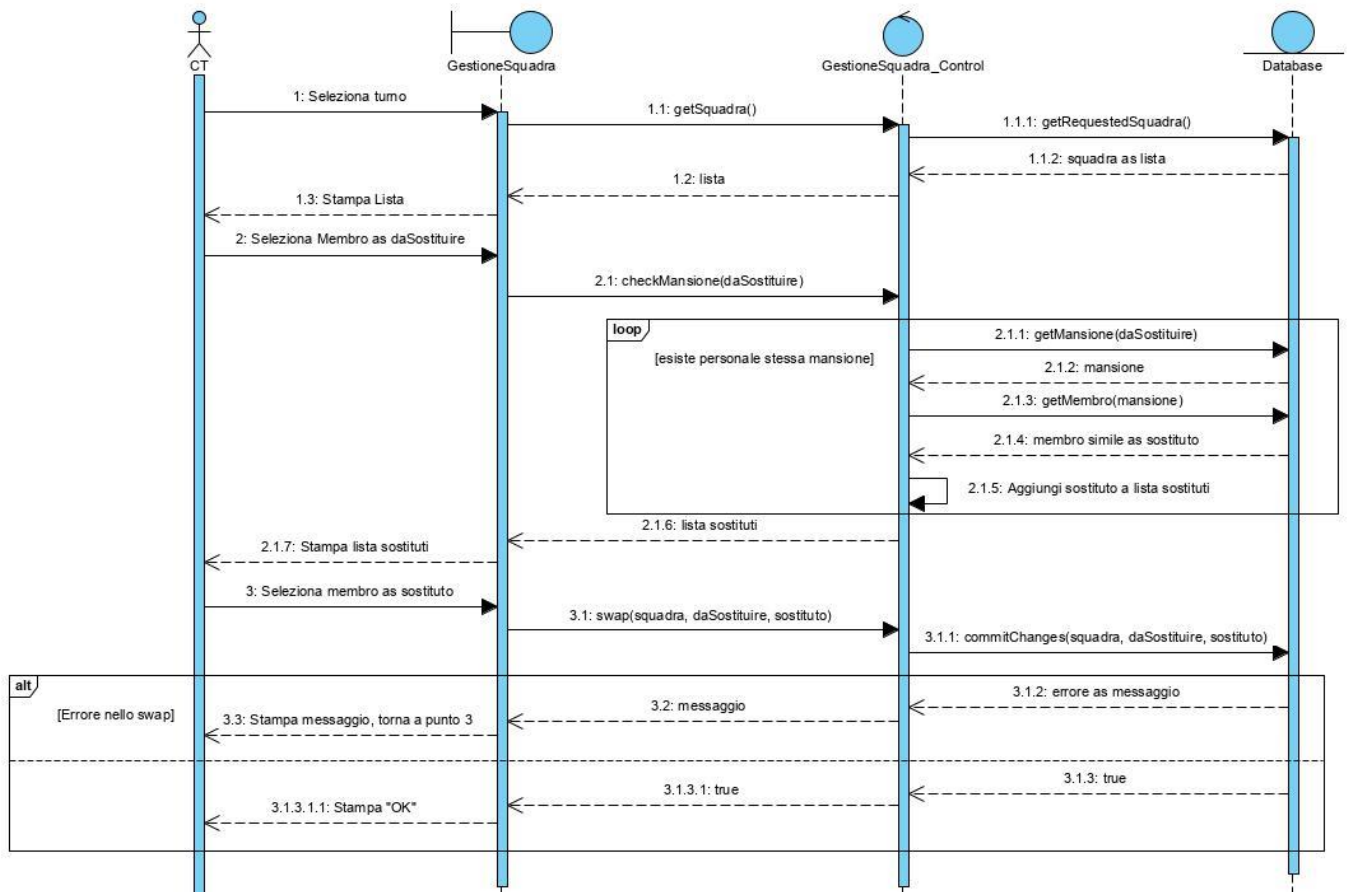 CT
GestioneSquadra
GestioneSquadra_Control
Database
1: Seleziona turno
1.1: getSquadra()
1.1.1: getRequestedSquadra()
1.1.2: squadra as lista
1.2: lista
1.3: Stampa Lista
2: Seleziona Membro as daSostituire
2.1: checkMansione(daSostituire)
loop
[esiste personale stessa mansione]
2.1.1: getMansione(daSostituire)
2.1.2: mansione
2.1.3: getMembro(mansione)
2.1.4: membro simile as sostituto
2.1.5: Aggiungi sostituto a lista sostituti
2.1.6: lista sostituti
2.1.7: Stampa lista sostituti
3: Seleziona membro as sostituto
3.1: swap(squadra, daSostituire, sostituto)
3.1.1: commitChanges(squadra, daSostituire, sostituto)
alt
[Errore nello swap]
3.1.2: errore as messaggio
3.2: messaggio
3.3: Stampa messaggio, torna a punto 3
3.1.3: true
3.1.3.1: true
3.1.3.1.1: Stampa "OK"